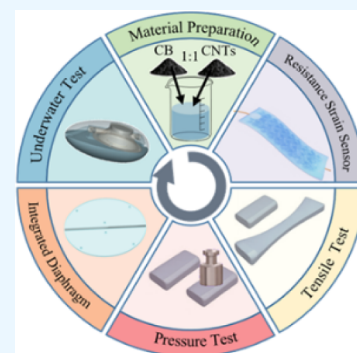 Material Preparation
CB
1:1
CNTs
Resistance Strain Sensor
Tensile Test
Pressure Test
Integrated Diaphragm
Underwater Test